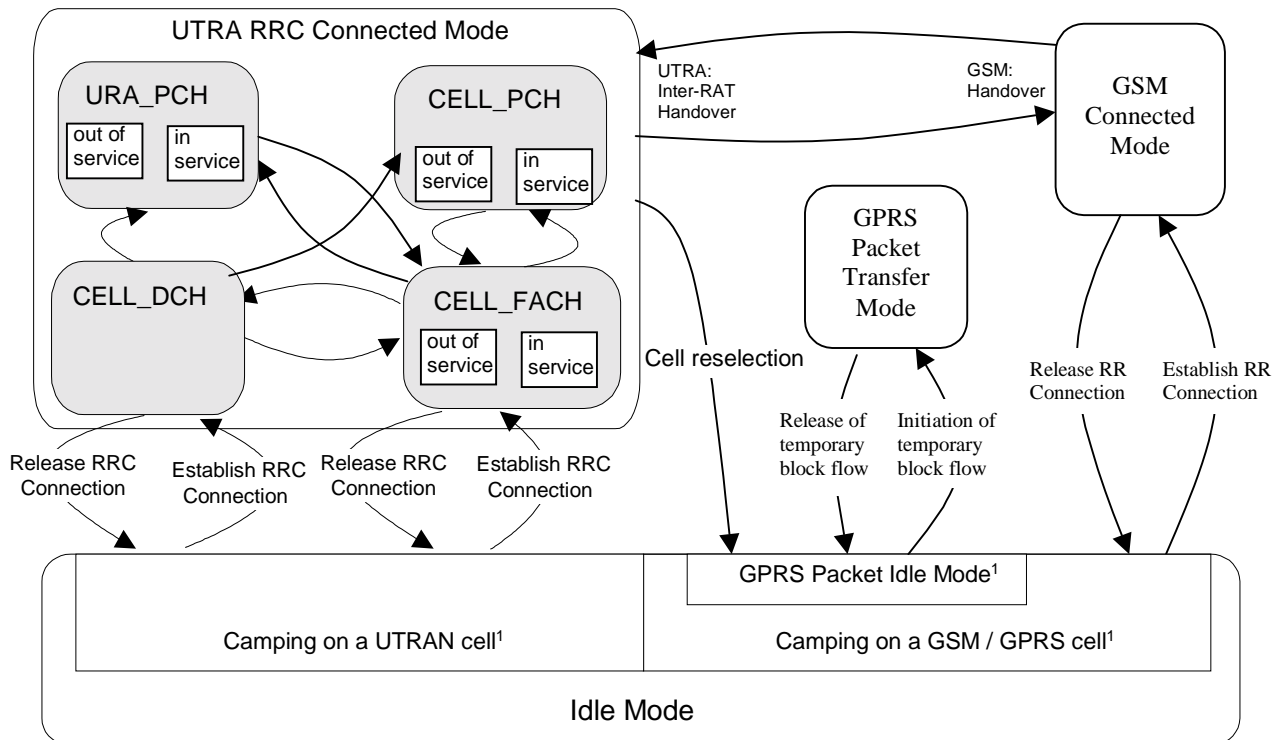 UTRA RRC Connected Mode
URA_PCH
out of
service
in
service
CELL_PCH
out of
service
in
service
CELL_DCH
CELL_FACH
out of
service
in
service
UTRA:
Inter-RAT
Handover
GSM:
Handover
GSM
Connected
Mode
GPRS
Packet
Transfer
Mode
Cell reselection
Release of
temporary
block flow
Initiation of
temporary
block flow
Release RR
Connection
Establish RR
Connection
Release RRC
Connection
Establish RRC
Connection
Release RRC
Connection
Establish RRC
Connection
GPRS Packet Idle Mode¹
Camping on a UTRAN cell¹
Camping on a GSM / GPRS cell¹
Idle Mode